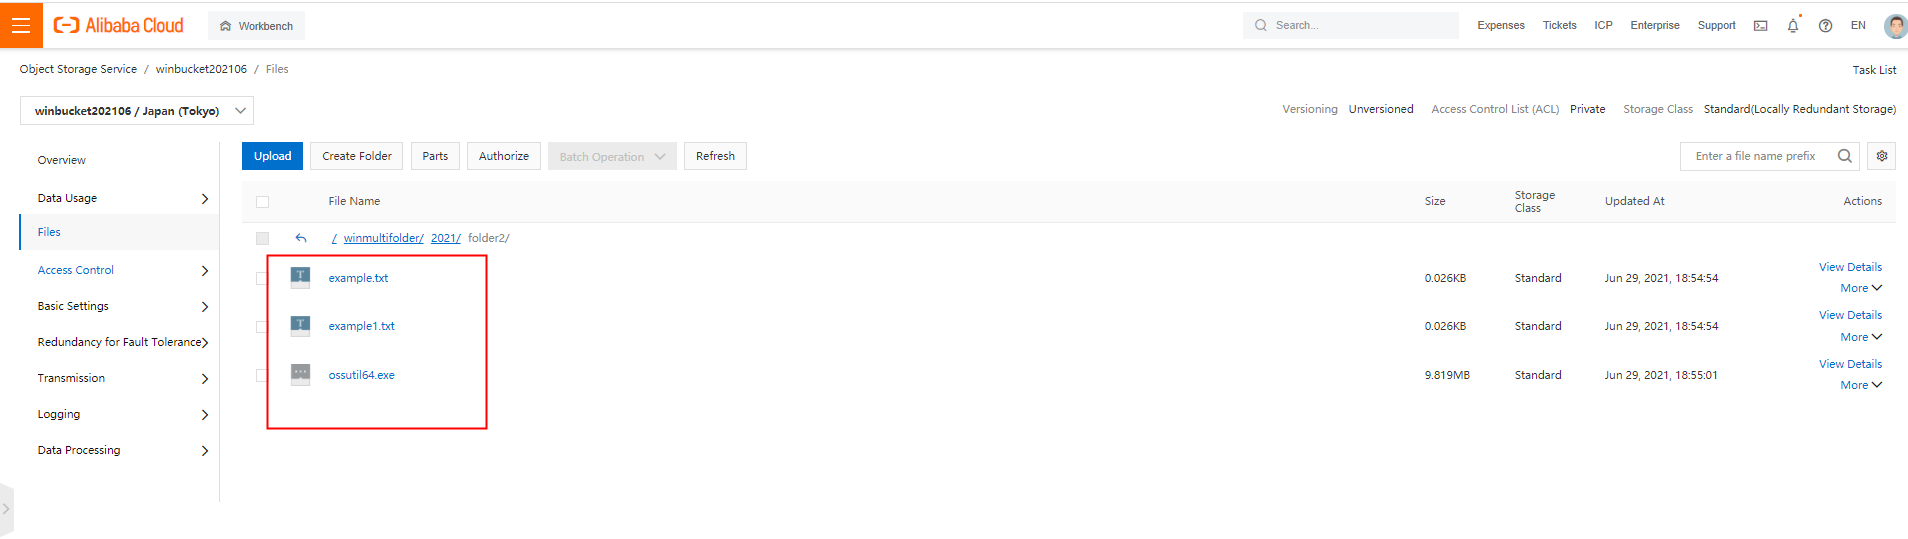 Alibaba Cloud Workbench Search... Expenses Tickets ICP Enterprise Support EN
Object Storage Service / winbucket202106 / Files Task List
winbucket202106 / Japan (Tokyo) Versioning Unversioned Access Control List (ACL) Private Storage Class Standard(Locally Redundant Storage)
Overview
Data Usage
Files
Access Control
Basic Settings
Redundancy for Fault Tolerance
Transmission
Logging
Data Processing
Upload Create Folder Parts Authorize Batch Operation Refresh Enter a file name prefix
File Name Size Storage Class Updated At Actions
/ winmultifolder/ 2021/ folder2/
example.txt 0.026KB Standard Jun 29, 2021, 18:54:54 View Details
More
example1.txt 0.026KB Standard Jun 29, 2021, 18:54:54 View Details
More
ossutil64.exe 9.819MB Standard Jun 29, 2021, 18:55:01 View Details
More